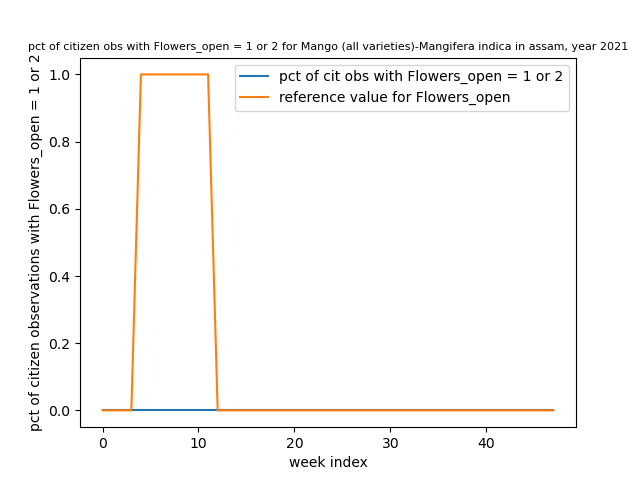 pct of citizen obs with Flowers_open = 1 or 2 for Mango (all varieties)-Mangifera indica in assam, year 2021
pct of citizen observations with Flowers_open = 1 or 2
1.0
0.8
0.6
0.4
0.2
0.0
pct of cit obs with Flowers_open = 1 or 2
reference value for Flowers_open
0 10 20 30 40
week index